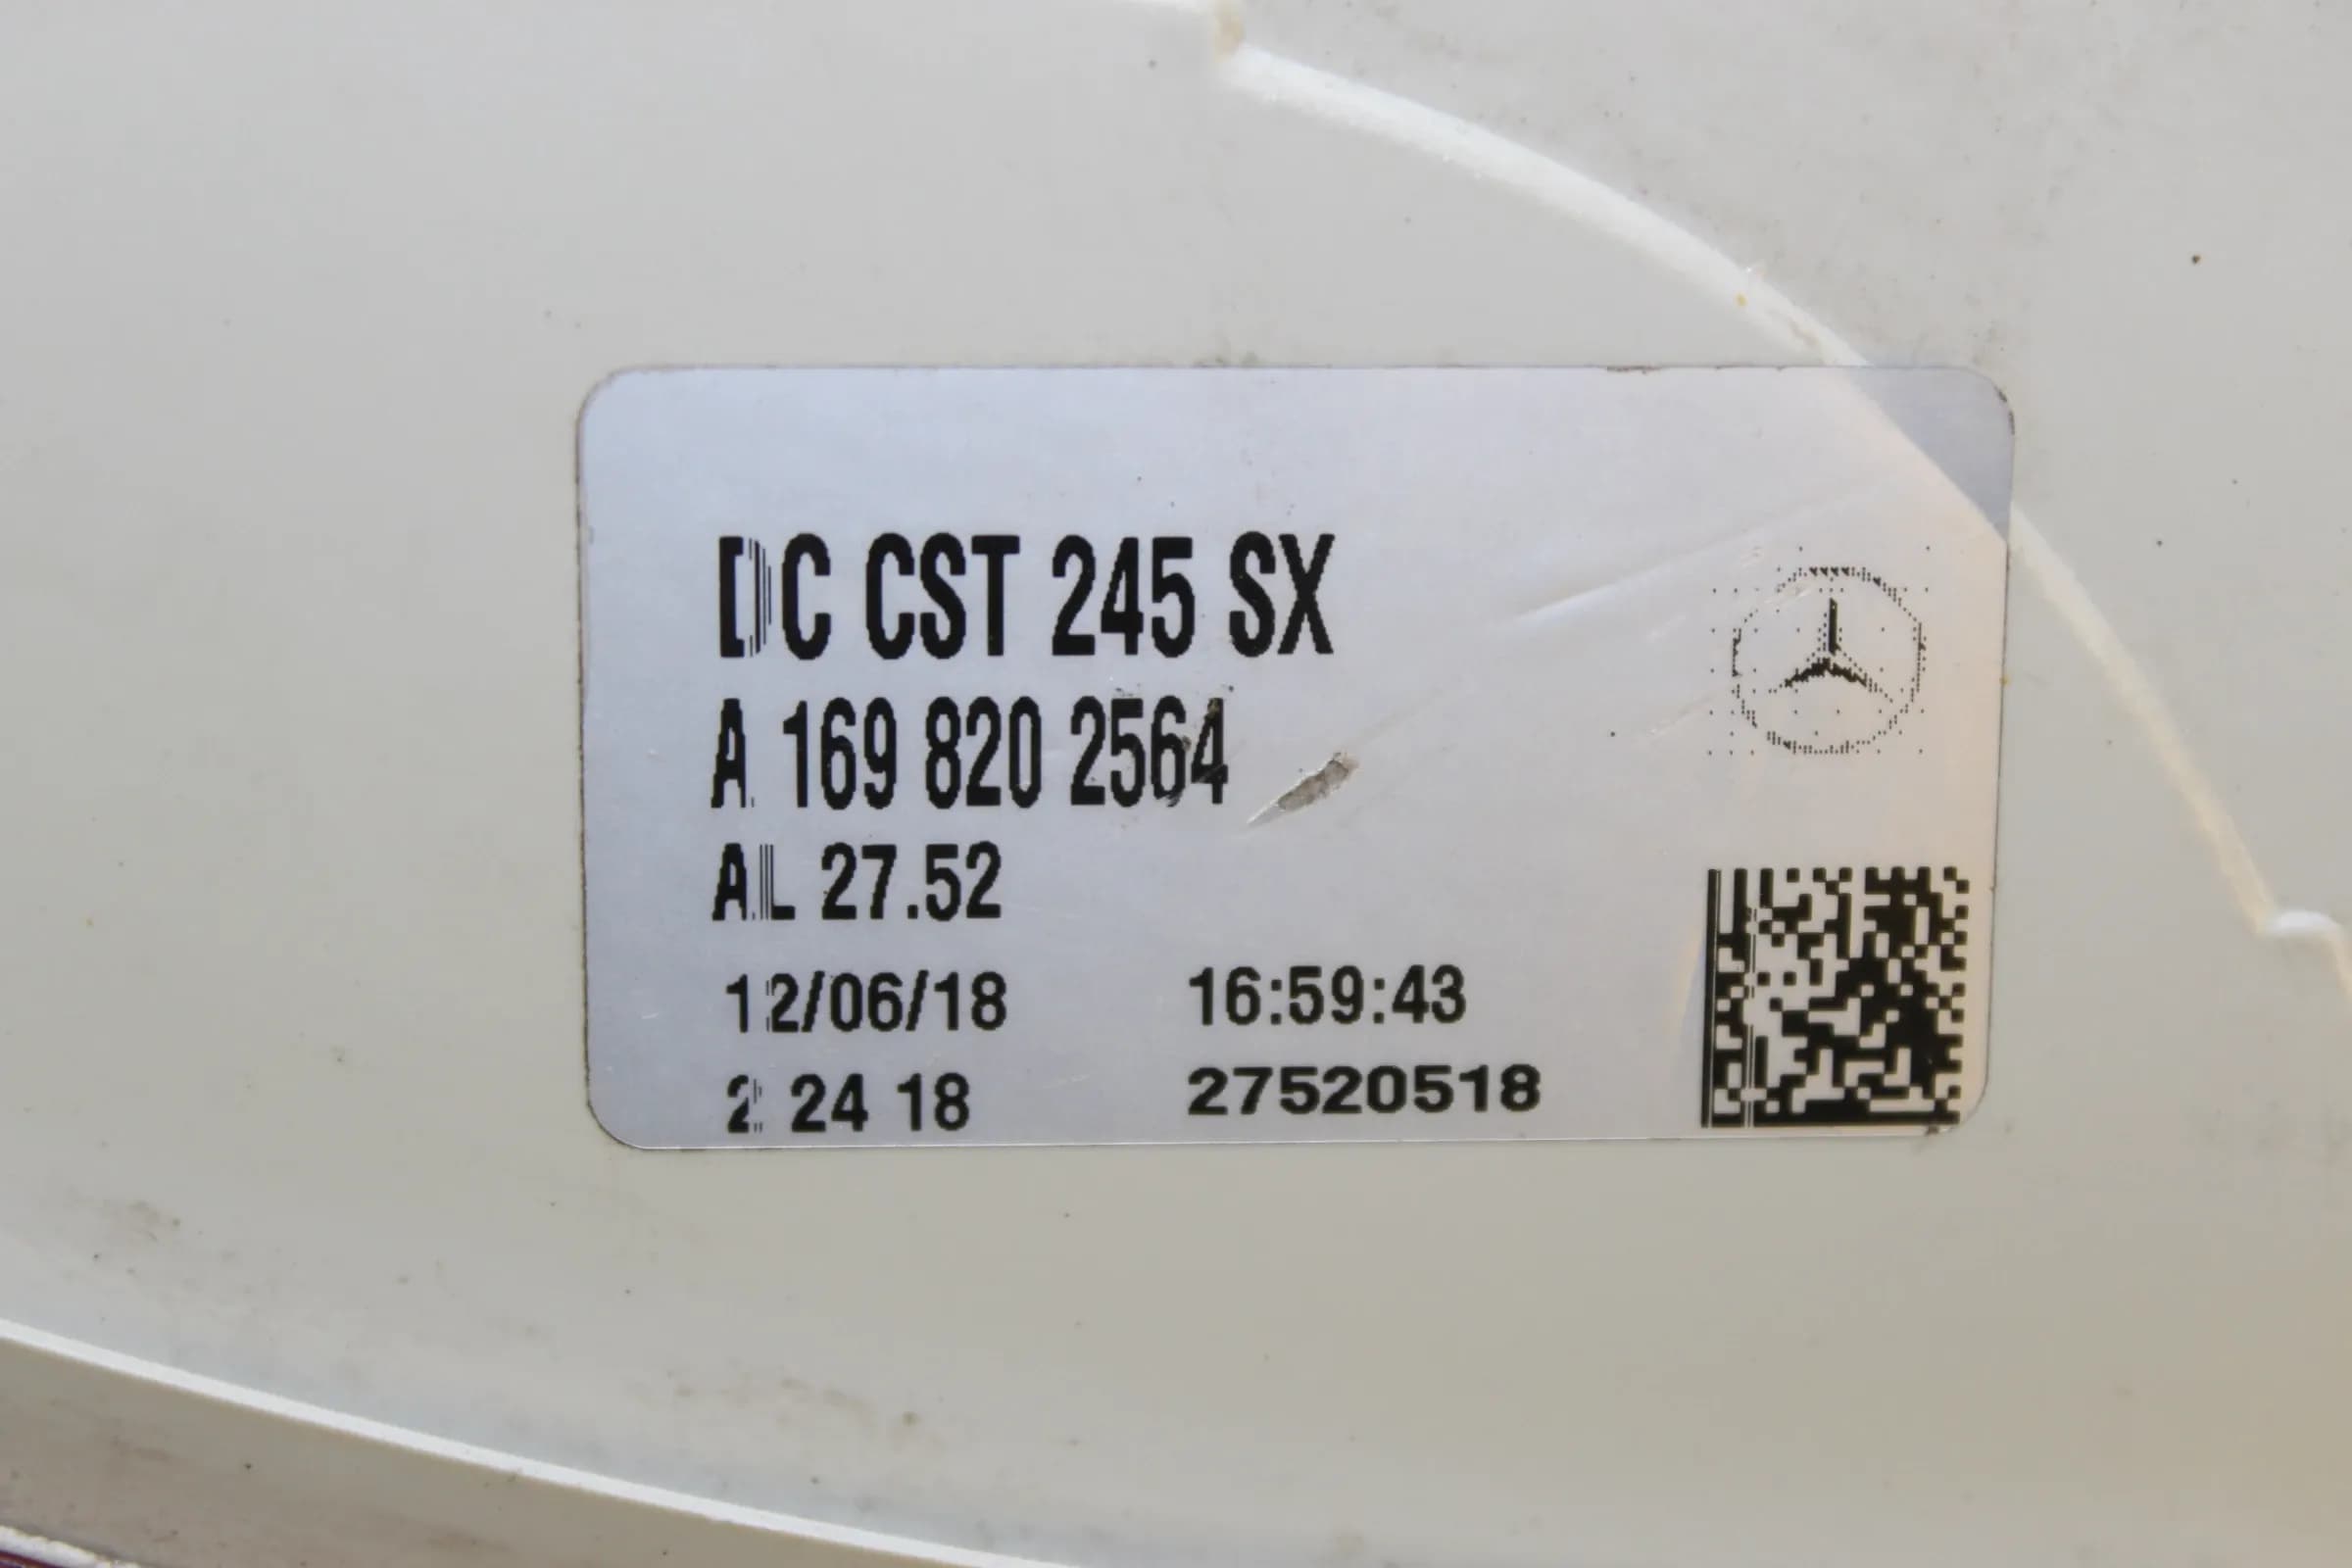 DC CST 245 SX
A 169 820 2564
AL 27.52
12/06/18 16:59:43
2 24 18 27520518